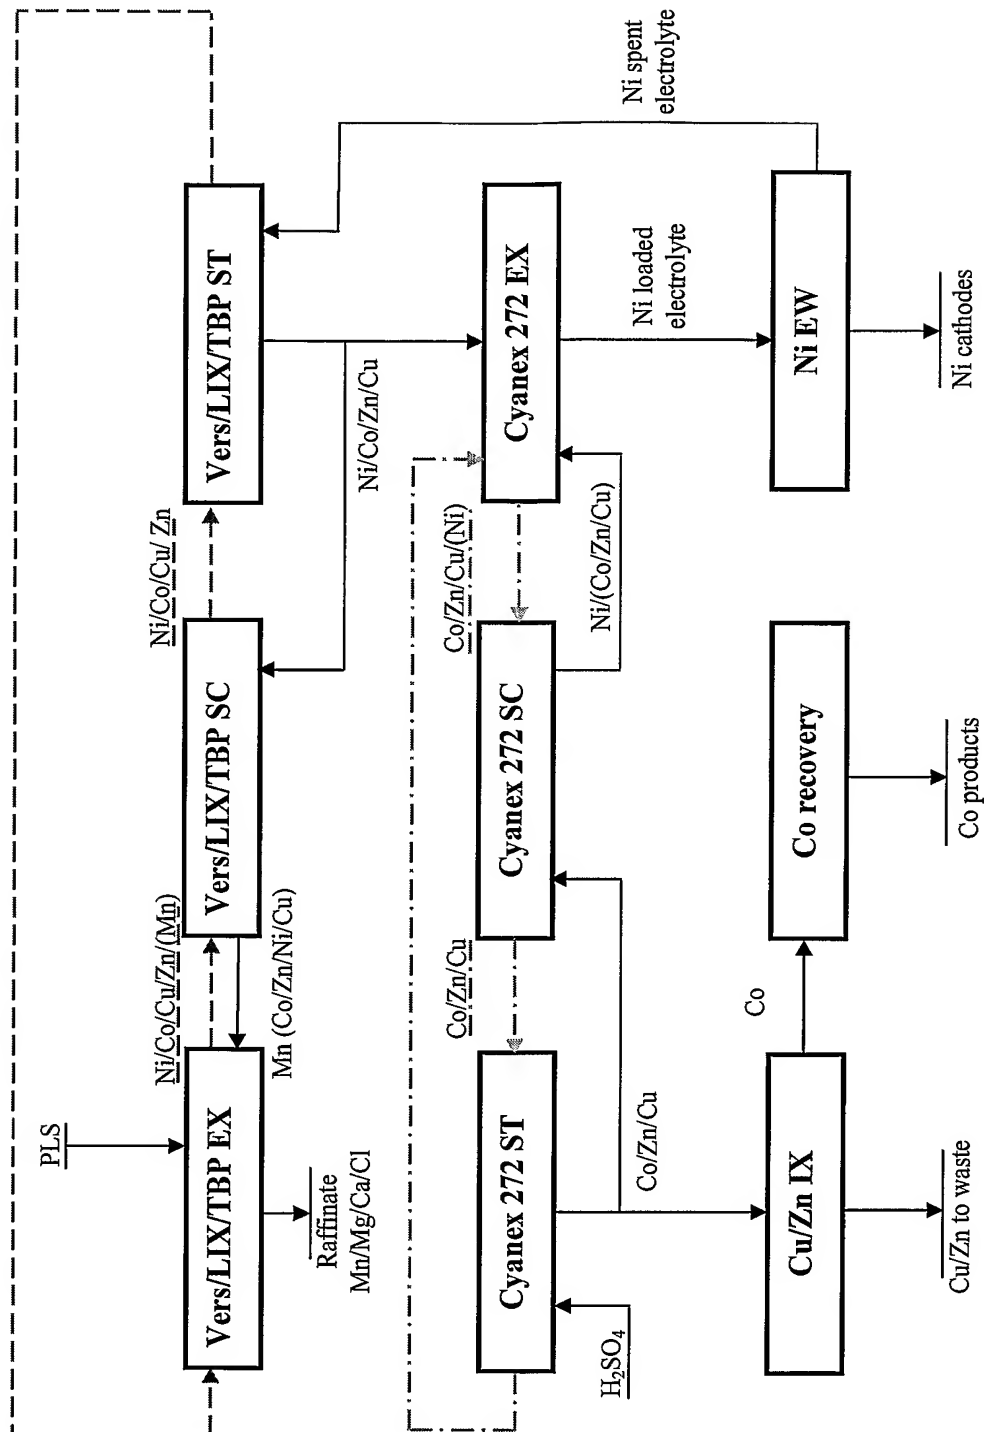 PLS
Vers/LIX/TBP EX
Raffinate
Mn/Mg/Ca/Cl
Ni/Co/Cu/Zn/(Mn)
Mn (Co/Zn/Ni/Cu)
Vers/LIX/TBP SC
Ni/Co/Cu/ Zn
Vers/LIX/TBP ST
Ni/Co/Zn/Cu
Ni spent
electrolyte
Cyanex 272 ST
H₂SO₄
Co/Zn/Cu
Co/Zn/Cu
Cyanex 272 SC
Co/Zn/Cu/(Ni)
Ni/(Co/Zn/Cu)
Cyanex 272 EX
Ni loaded
electrolyte
Cu/Zn IX
Cu/Zn to waste
Co
Co recovery
Co products
Ni EW
Ni cathodes